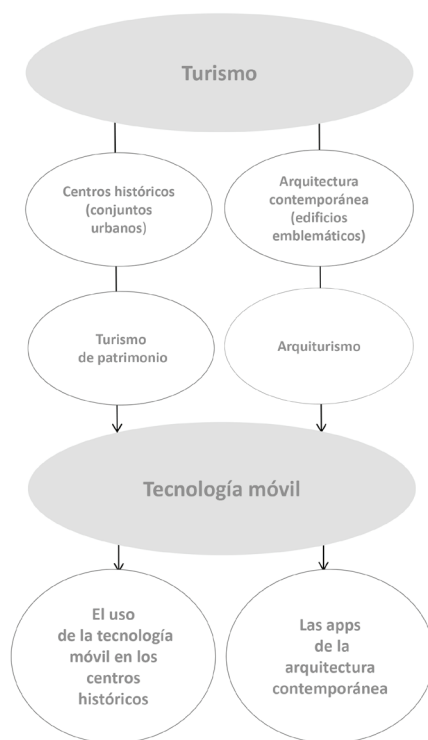 Turismo
Centros históricos
(conjuntos
urbanos)
Arquitectura
contemporánea
(edificios
emblemáticos)
Turismo
de patrimonio
Arquiturismo
Tecnología móvil
El uso
de la tecnología
móvil en los
centros
históricos
Las apps
de la
arquitectura
contemporánea